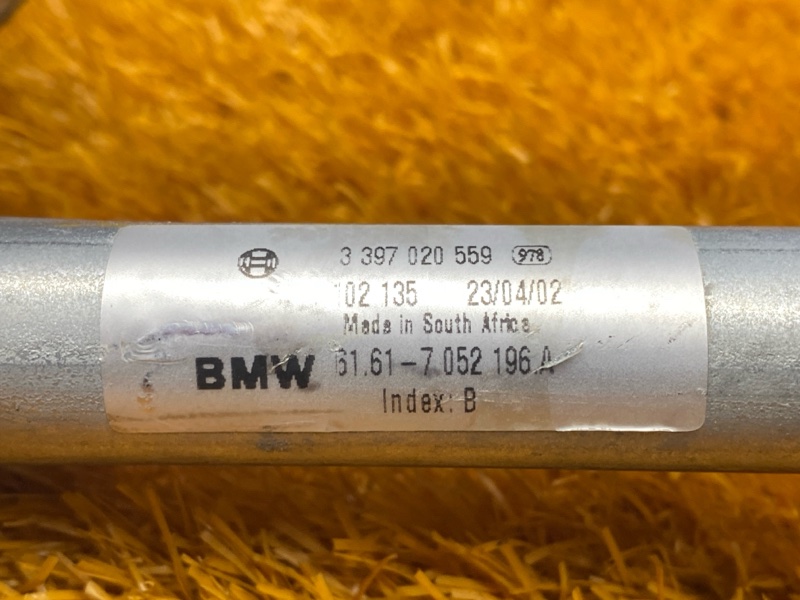 3 397 020 559 978
102 135 23/04/02
Made in South Africa
BMW 61.61-7 052 196.A
Index: B